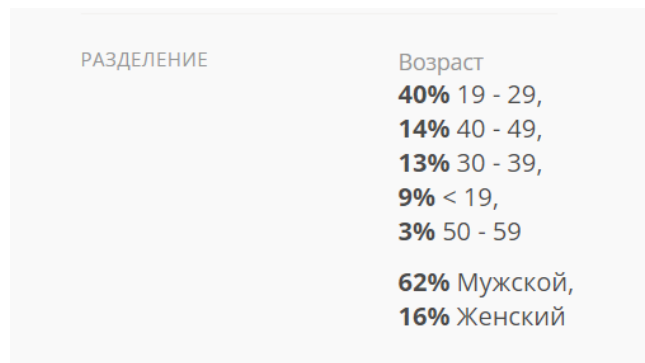 РАЗДЕЛЕНИЕ
Возраст
40% 19 - 29,
14% 40 - 49,
13% 30 - 39,
9% < 19,
3% 50 - 59
62% Мужской,
16% Женский